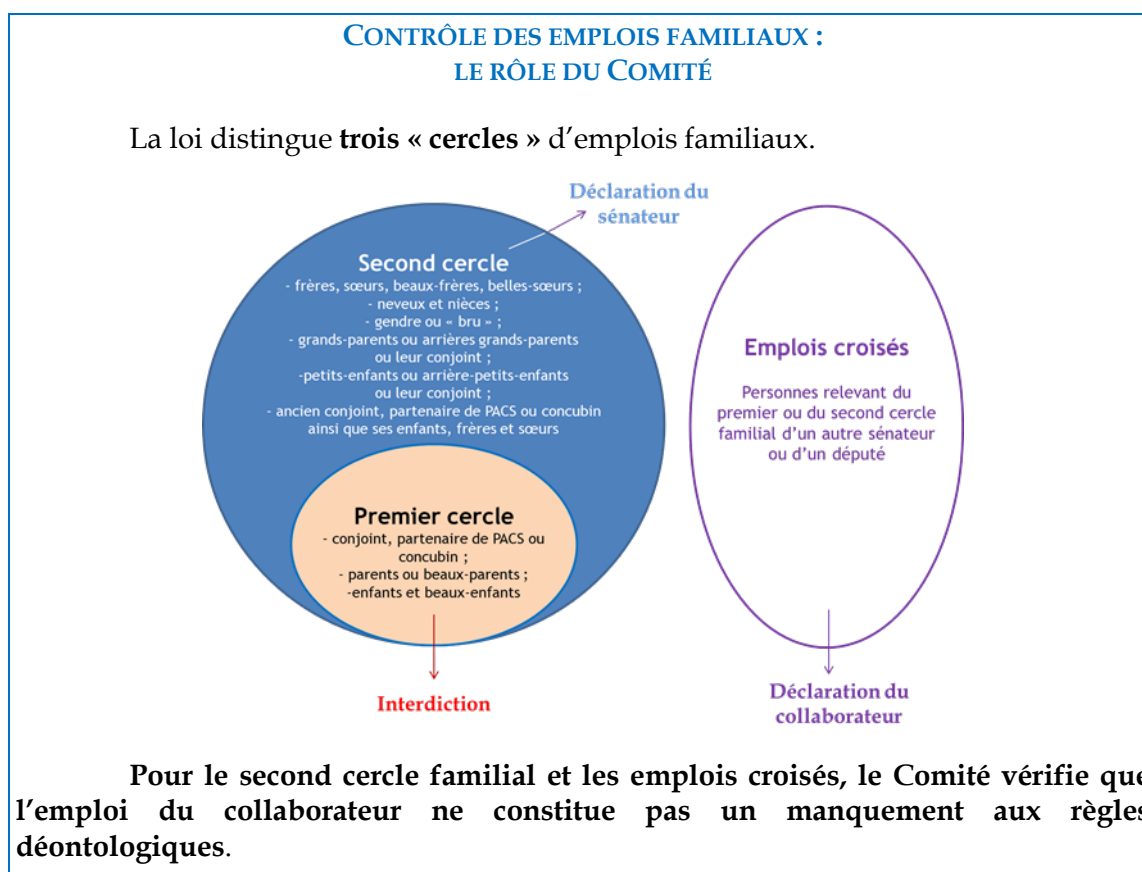 CONTRÔLE DES EMPLOIS FAMILIAUX :
LE RÔLE DU COMITÉ
La loi distingue trois « cercles » d'emplois familiaux.
Déclaration du
sénateur
Second cercle
- frères, sœurs, beaux-frères, belles-sœurs ;
- neveux et nièces ;
- gendre ou « bru » ;
- grands-parents ou arrières grands-parents
ou leur conjoint ;
-petits-enfants ou arrière-petits-enfants
ou leur conjoint ;
- ancien conjoint, partenaire de PACS ou concubin
ainsi que ses enfants, frères et sœurs
Premier cercle
- conjoint, partenaire de PACS ou
concubin ;
- parents ou beaux-parents ;
-enfants et beaux-enfants
Interdiction
Emplois croisés
Personnes relevant du
premier ou du second cercle
familial d'un autre sénateur
ou d'un député
Déclaration du
collaborateur
Pour le second cercle familial et les emplois croisés, le Comité vérifie que
l'emploi du collaborateur ne constitue pas un manquement aux règles
déontologiques.